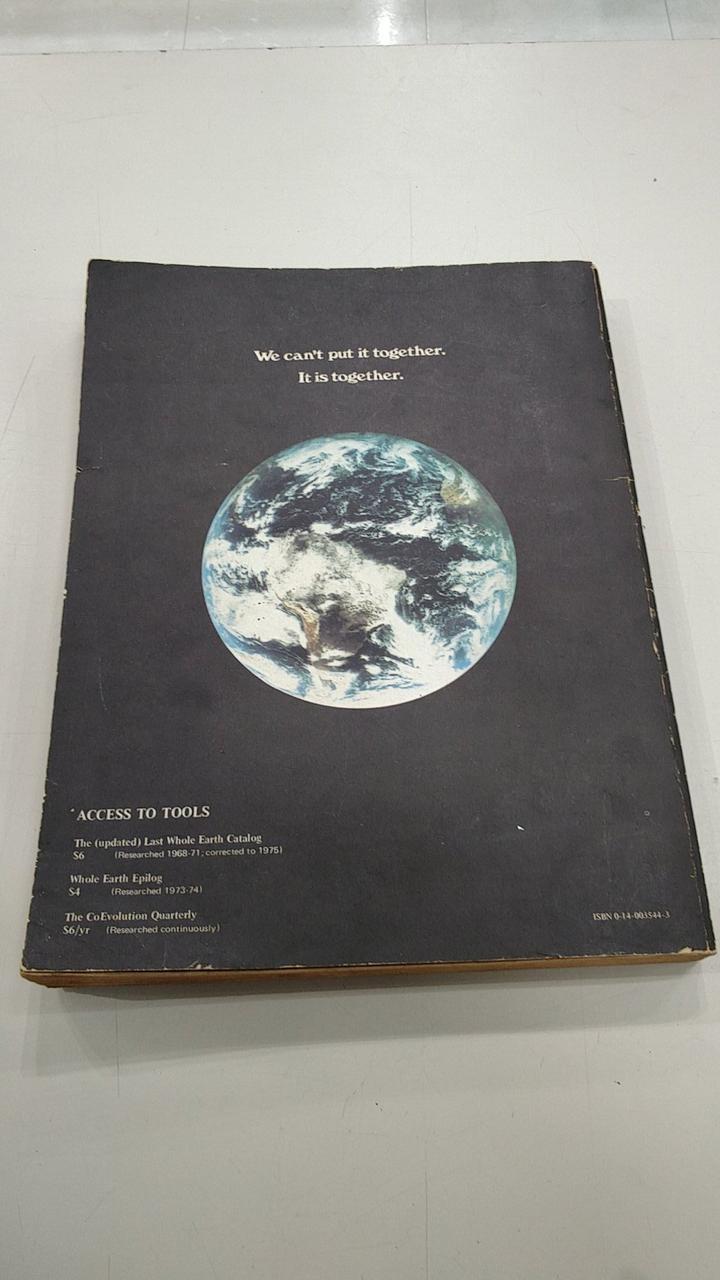 We can't put it together.
It is together.
ACCESS TO TOOLS
The (updated) Last Whole Earth Catalog
$6 (Researched 1968-71; corrected to 1975)
Whole Earth Epilog
$4 (Researched 1973-74)
The CoEvolution Quarterly
$6/yr (Researched continuously)
ISBN 0-14-003544-3